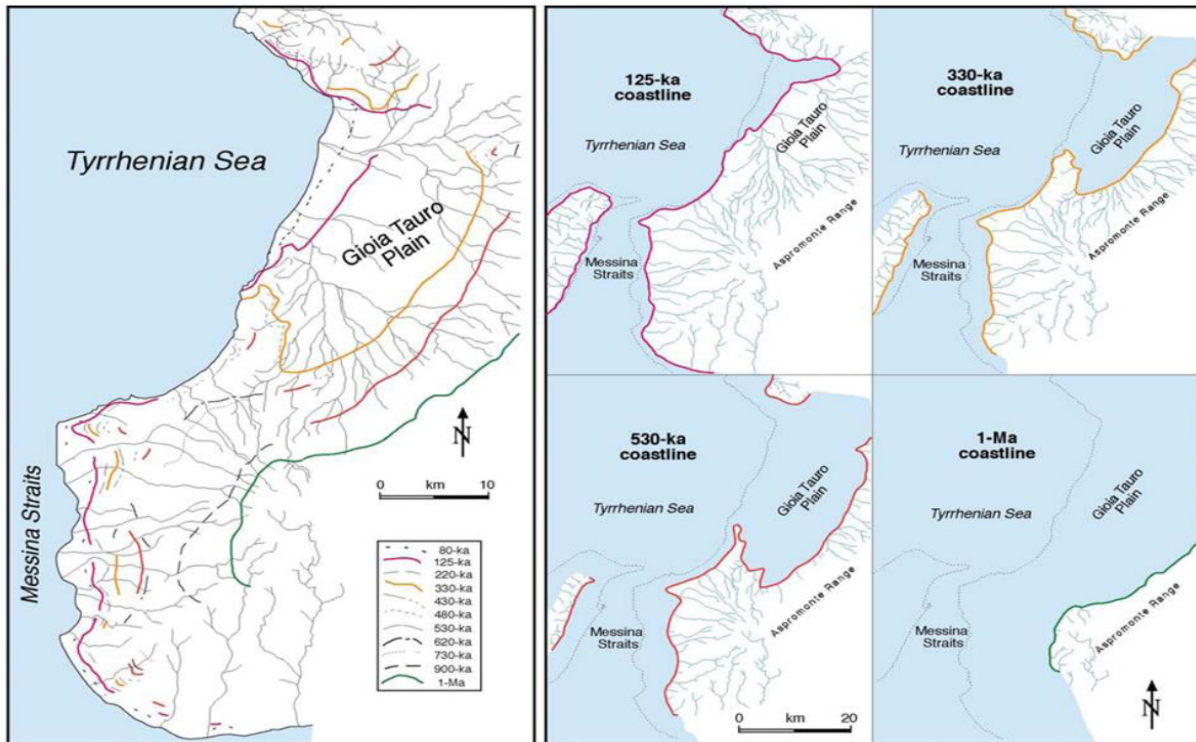 Tyrrhenian Sea
Gioia Tauro
Plain
Messina Straits
N
0 km 10
80-ka
125-ka
220-ka
330-ka
430-ka
480-ka
530-ka
620-ka
730-ka
900-ka
1-Ma
125-ka
coastline
Tyrrhenian Sea
Gioia Tauro
Plain
Aspromonte Range
Messina
Straits
330-ka
coastline
Tyrrhenian Sea
Gioia Tauro
Plain
Aspromonte Range
Messina
Straits
530-ka
coastline
Tyrrhenian Sea
Gioia Tauro
Plain
Aspromonte Range
Messina
Straits
0 km 20
1-Ma
coastline
Tyrrhenian Sea
Gioia Tauro
Plain
Aspromonte Range
Messina
Straits
N